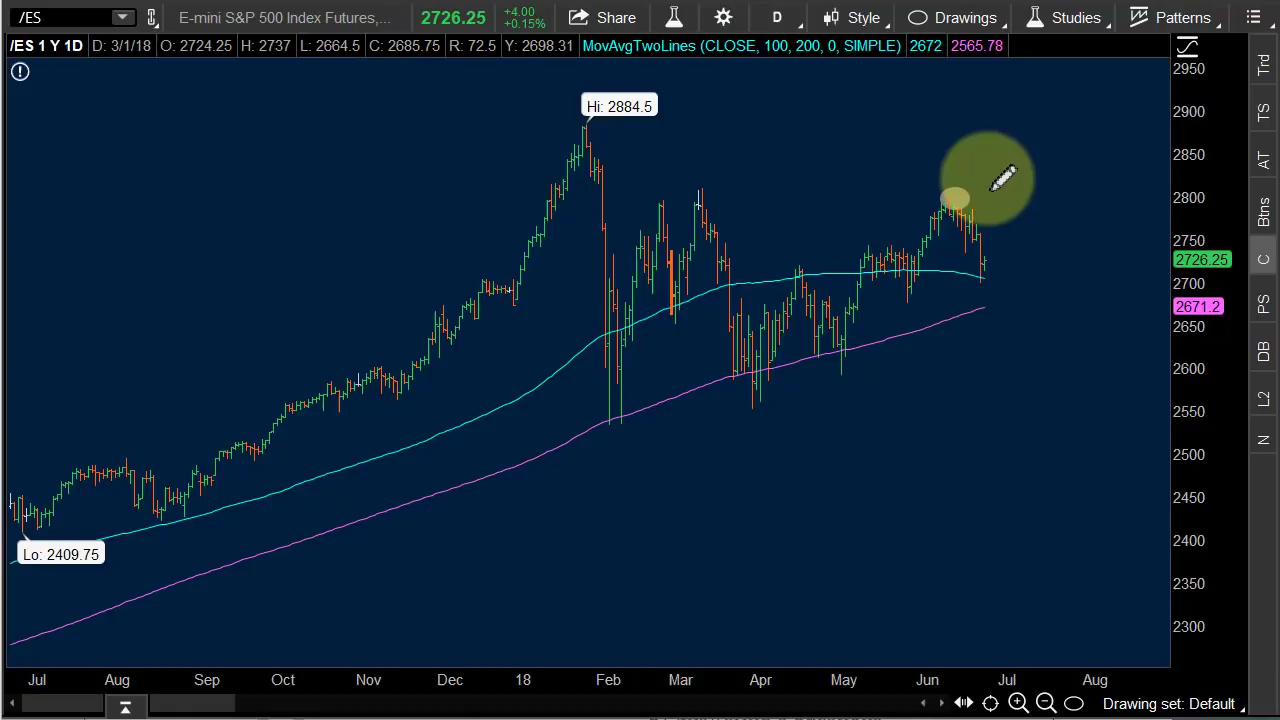 /ES
E-mini S&P 500 Index Futures,...
2726.25
+4.00
+0.15%
Share
D
Style
Drawings
Studies
Patterns
/ES 1 Y 1D
D: 3/1/18
O: 2724.25
H: 2737
L: 2664.5
C: 2685.75
R: 72.5
Y: 2698.31
MovAvgTwoLines (CLOSE, 100, 200, 0, SIMPLE)
2672
2565.78
Hi: 2884.5
Lo: 2409.75
2950
2900
2850
2800
2750
2726.25
2700
2671.2
2650
2600
2550
2500
2450
2400
2350
2300
Trd
TS
AT
Btns
C
PS
DB
L2
N
Jul
Aug
Sep
Oct
Nov
Dec
18
Feb
Mar
Apr
May
Jun
Jul
Aug
Drawing set: Default